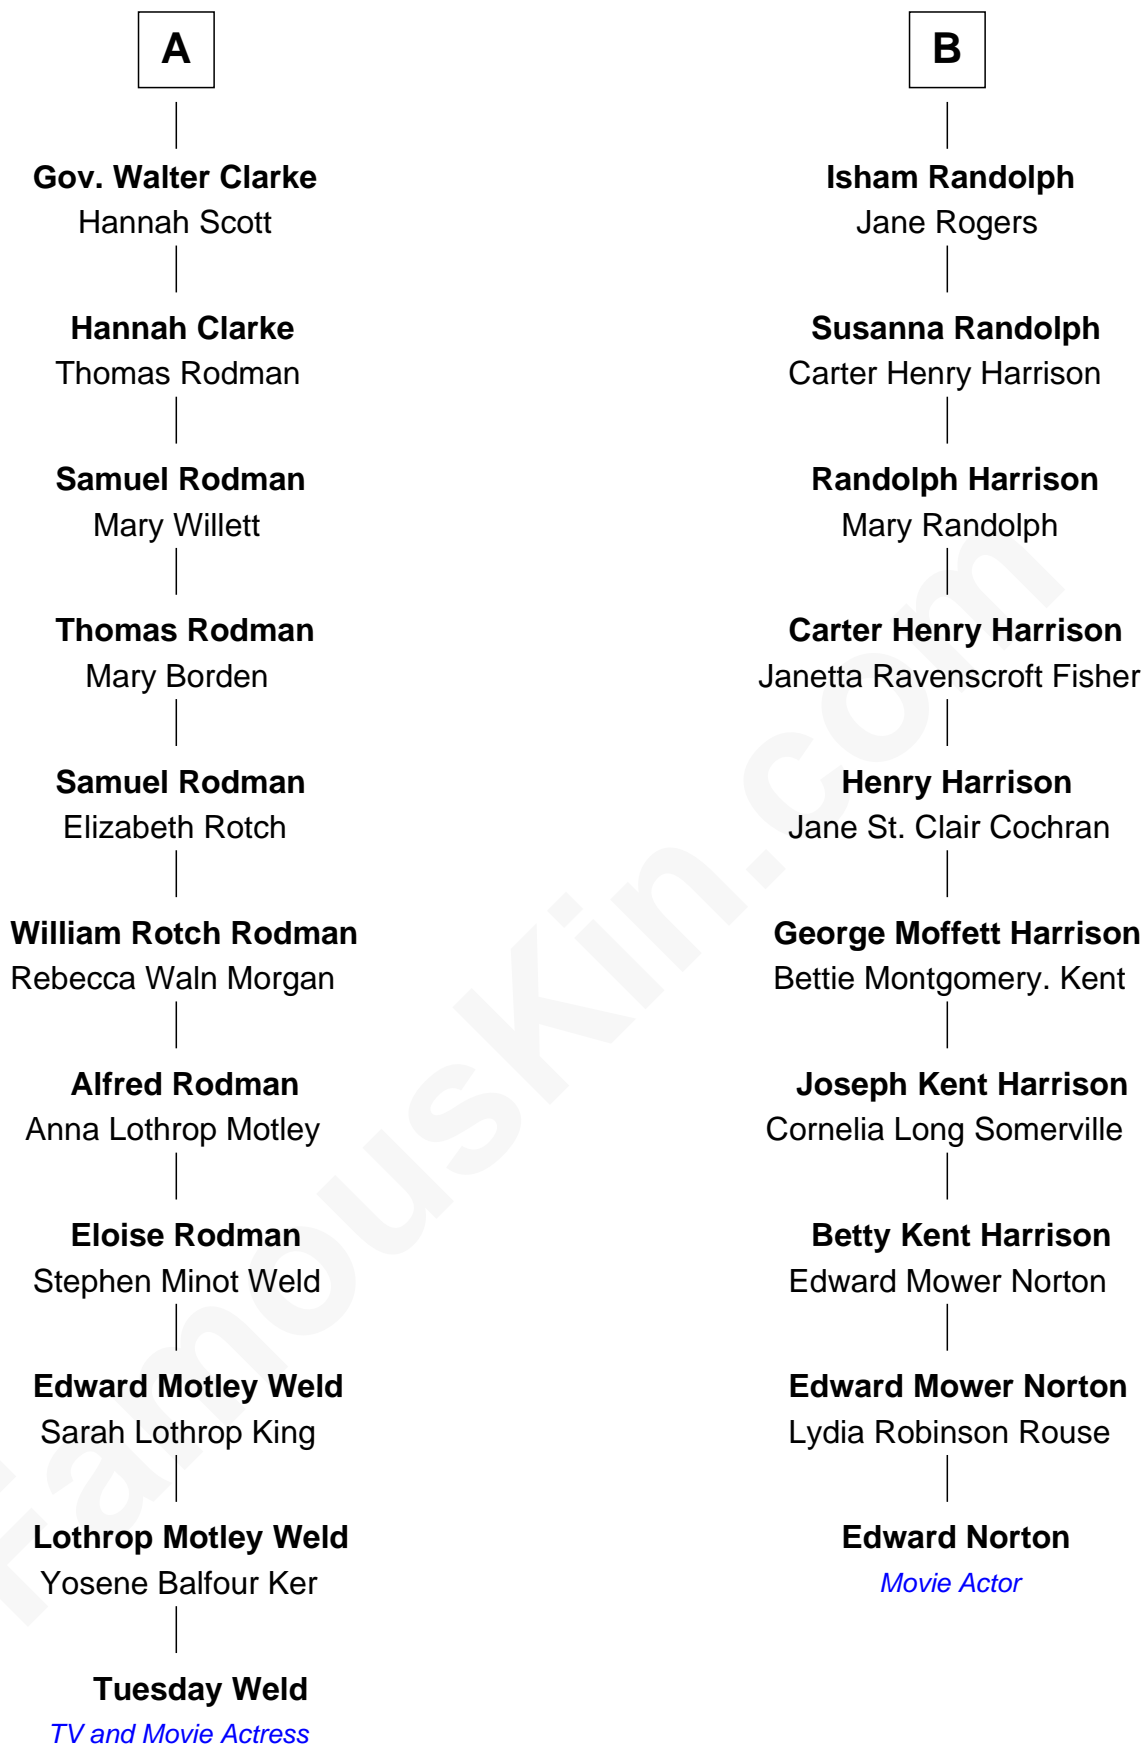 A
Gov. Walter Clarke
Hannah Scott
Hannah Clarke
Thomas Rodman
Samuel Rodman
Mary Willett
Thomas Rodman
Mary Borden
Samuel Rodman
Elizabeth Rotch
William Rotch Rodman
Rebecca Waln Morgan
Alfred Rodman
Anna Lothrop Motley
Eloise Rodman
Stephen Minot Weld
Edward Motley Weld
Sarah Lothrop King
Lothrop Motley Weld
Yosene Balfour Ker
Tuesday Weld
TV and Movie Actress
B
Isham Randolph
Jane Rogers
Susanna Randolph
Carter Henry Harrison
Randolph Harrison
Mary Randolph
Carter Henry Harrison
Janetta Ravenscroft Fisher
Henry Harrison
Jane St. Clair Cochran
George Moffett Harrison
Bettie Montgomery. Kent
Joseph Kent Harrison
Cornelia Long Somerville
Betty Kent Harrison
Edward Mower Norton
Edward Mower Norton
Lydia Robinson Rouse
Edward Norton
Movie Actor
FamousKin.com